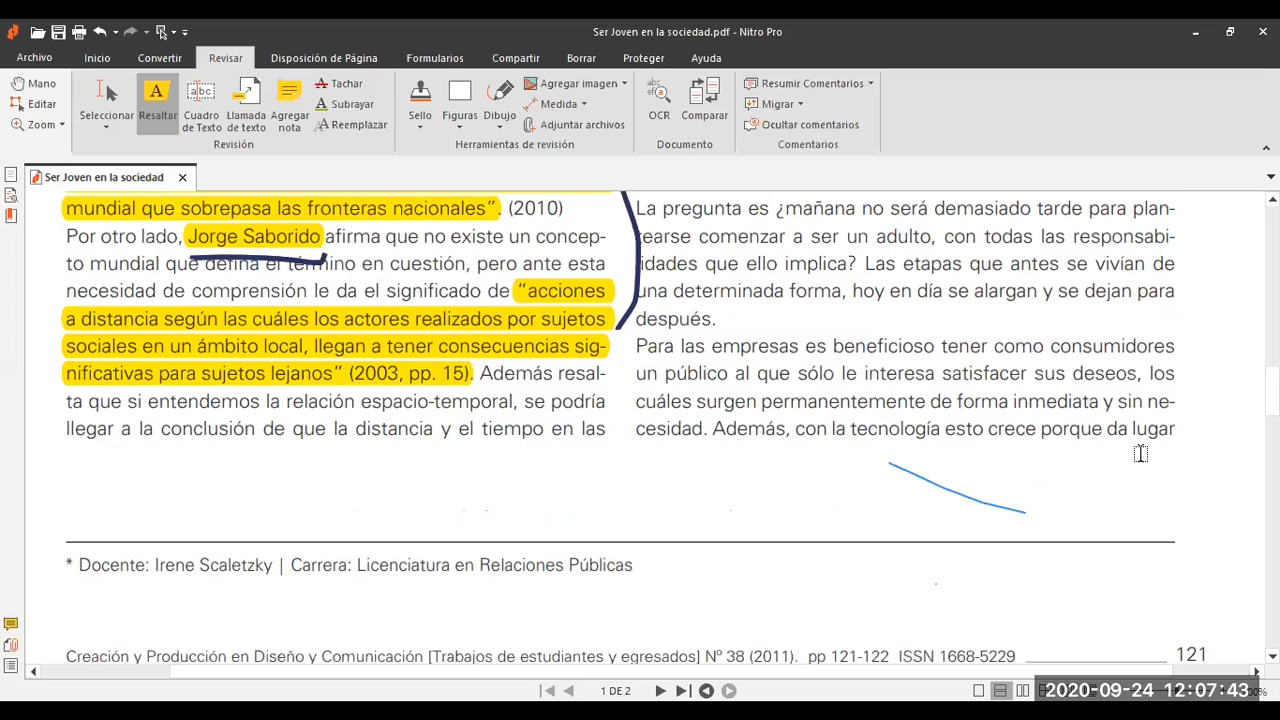 Ser Joven en la sociedad.pdf - Nitro Pro
Archivo Inicio Convertir Revisar Disposición de Página Formularios Compartir Borrar Proteger Ayuda
Mano
Editar
Zoom
Seleccionar
Resaltar
Cuadro de Texto
Llamada de texto
Agregar nota
Tachar
Subrayar
Reemplazar
Revisión
Sello
Figuras
Dibujo
Agregar imagen
Medida
Adjuntar archivos
Herramientas de revisión
OCR
Comparar
Documento
Resumir Comentarios
Migrar
Ocultar comentarios
Comentarios
Ser Joven en la sociedad
mundial que sobrepasa las fronteras nacionales”. (2010)
Por otro lado, Jorge Saborido afirma que no existe un concep-
to mundial que defina el término en cuestión, pero ante esta
necesidad de comprensión le da el significado de “acciones
a distancia según las cuáles los actores realizados por sujetos
sociales en un ámbito local, llegan a tener consecuencias sig-
nificativas para sujetos lejanos” (2003, pp. 15). Además resal-
ta que si entendemos la relación espacio-temporal, se podría
llegar a la conclusión de que la distancia y el tiempo en las
La pregunta es ¿mañana no será demasiado tarde para plan-
tearse comenzar a ser un adulto, con todas las responsabi-
lidades que ello implica? Las etapas que antes se vivían de
una determinada forma, hoy en día se alargan y se dejan para
después.
Para las empresas es beneficioso tener como consumidores
un público al que sólo le interesa satisfacer sus deseos, los
cuáles surgen permanentemente de forma inmediata y sin ne-
cesidad. Además, con la tecnología esto crece porque da lugar
* Docente: Irene Scaletzky | Carrera: Licenciatura en Relaciones Públicas
Creación y Producción en Diseño y Comunicación [Trabajos de estudiantes y egresados] Nº 38 (2011). pp 121-122 ISSN 1668-5229 121
1 DE 2
2020-09-24 12:07:43